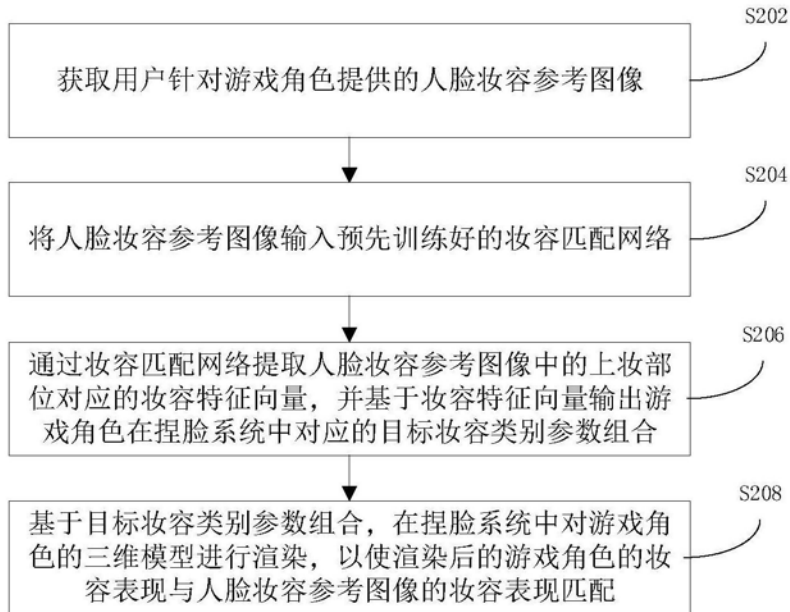 S202
获取用户针对游戏角色提供的人脸妆容参考图像
S204
将人脸妆容参考图像输入预先训练好的妆容匹配网络
S206
通过妆容匹配网络提取人脸妆容参考图像中的上妆部
位对应的妆容特征向量，并基于妆容特征向量输出游
戏角色在捏脸系统中对应的目标妆容类别参数组合
S208
基于目标妆容类别参数组合，在捏脸系统中对游戏角
色的三维模型进行渲染，以使渲染后的游戏角色的妆
容表现与人脸妆容参考图像的妆容表现匹配